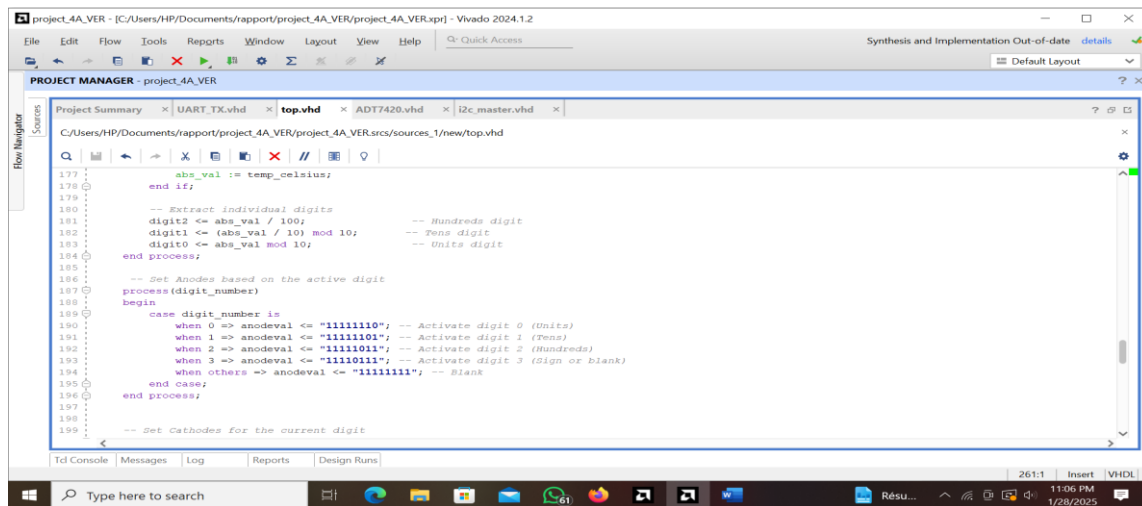 project_4A_VER - [C:/Users/HP/Documents/rapport/project_4A_VER/project_4A_VER.xpr] - Vivado 2024.1.2
File Edit Flow Tools Reports Window Layout View Help Q- Quick Access
Synthesis and Implementation Out-of-date details
Default Layout
PROJECT MANAGER - project_4A_VER
Flow Navigator
Sources
Project Summary × UART_TX.vhd × top.vhd × ADT7420.vhd × i2c_master.vhd ×
C:/Users/HP/Documents/rapport/project_4A_VER/project_4A_VER.srcs/sources_1/new/top.vhd
177 abs_val := temp_celsius;
178 end if;
179
180 -- Extract individual digits
181 digit2 <= abs_val / 100; -- Hundreds digit
182 digit1 <= (abs_val / 10) mod 10; -- Tens digit
183 digit0 <= abs_val mod 10; -- Units digit
184 end process;
185
186 -- Set Anodes based on the active digit
187 process(digit_number)
188 begin
189 case digit_number is
190 when 0 => anodeval <= "11111110"; -- Activate digit 0 (Units)
191 when 1 => anodeval <= "11111101"; -- Activate digit 1 (Tens)
192 when 2 => anodeval <= "11111011"; -- Activate digit 2 (Hundreds)
193 when 3 => anodeval <= "11110111"; -- Activate digit 3 (Sign or blank)
194 when others => anodeval <= "11111111"; -- Blank
195 end case;
196 end process;
197
198
199 -- Set Cathodes for the current digit
Tcl Console Messages Log Reports Design Runs
261:1 Insert VHDL
Type here to search
61
Résu...
11:06 PM
1/28/2025